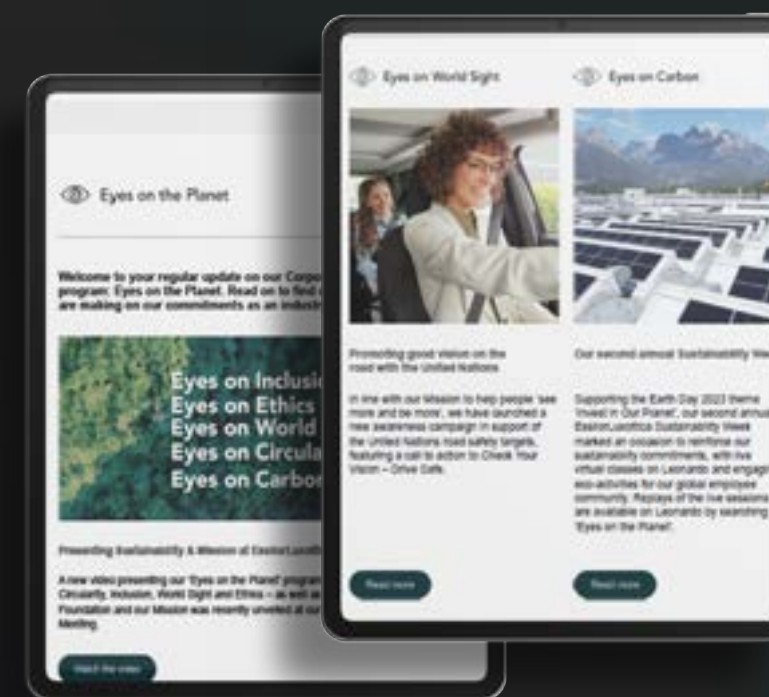 Eyes on the Planet
Welcome to your regular update on our Corpo
program: Eyes on the Planet. Read on to find
are making on our commitments as an industr
Eyes on Inclusi
Eyes on Ethics
Eyes on World
Eyes on Circula
Eyes on Carbo
Presenting Sustainability & Mission at EssilorLuxotti
A new video presenting our 'Eyes on the Planet' program
Circularity, Inclusion, World Sight and Ethics – as well as
Foundation and our Mission was recently unveiled at our
Meeting.
Watch the video
Eyes on World Sight
Promoting good vision on the
road with the United Nations
In line with our Mission to help people 'see
more and be more', we have launched a
new awareness campaign in support of
the United Nations road safety targets,
featuring a call to action to Check Your
Vision – Drive Safe.
Read more
Eyes on Carbon
Our second annual Sustainability Wee
Supporting the Earth Day 2023 theme
'Invest in Our Planet', our second annua
EssilorLuxottica Sustainability Week
marked an occasion to reinforce our
sustainability commitments, with live
virtual classes on Leonardo and engagin
eco-activities for our global employee
community. Replays of the live sessions
are available on Leonardo by searching
'Eyes on the Planet'.
Read more